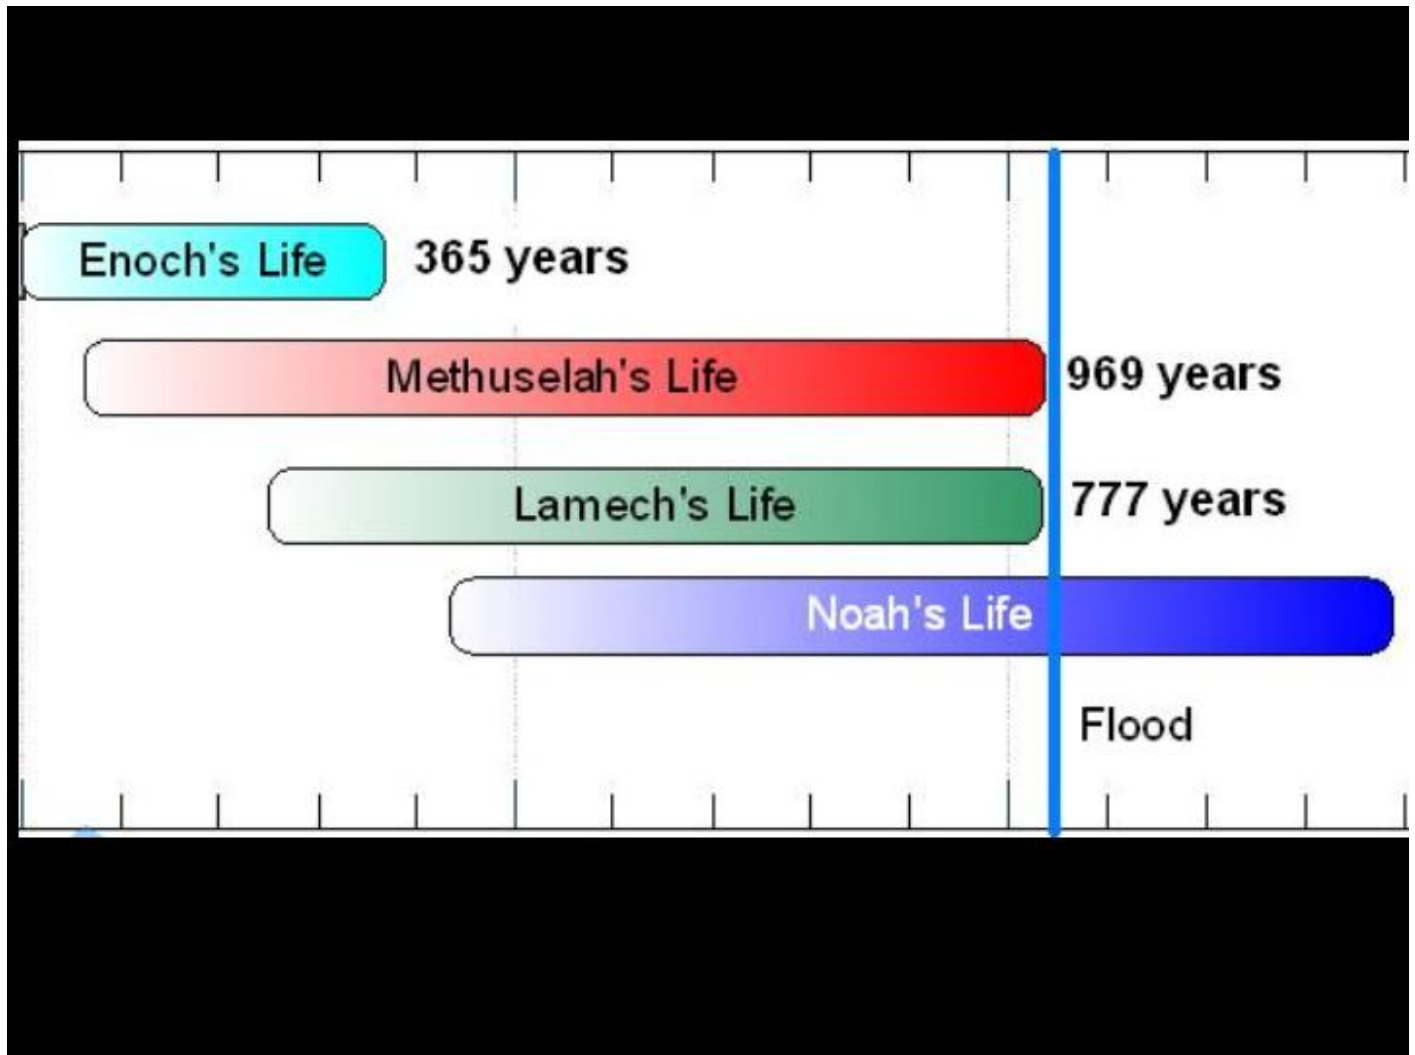 Enoch's Life 365 years
Methuselah's Life 969 years
Lamech's Life 777 years
Noah's Life
Flood